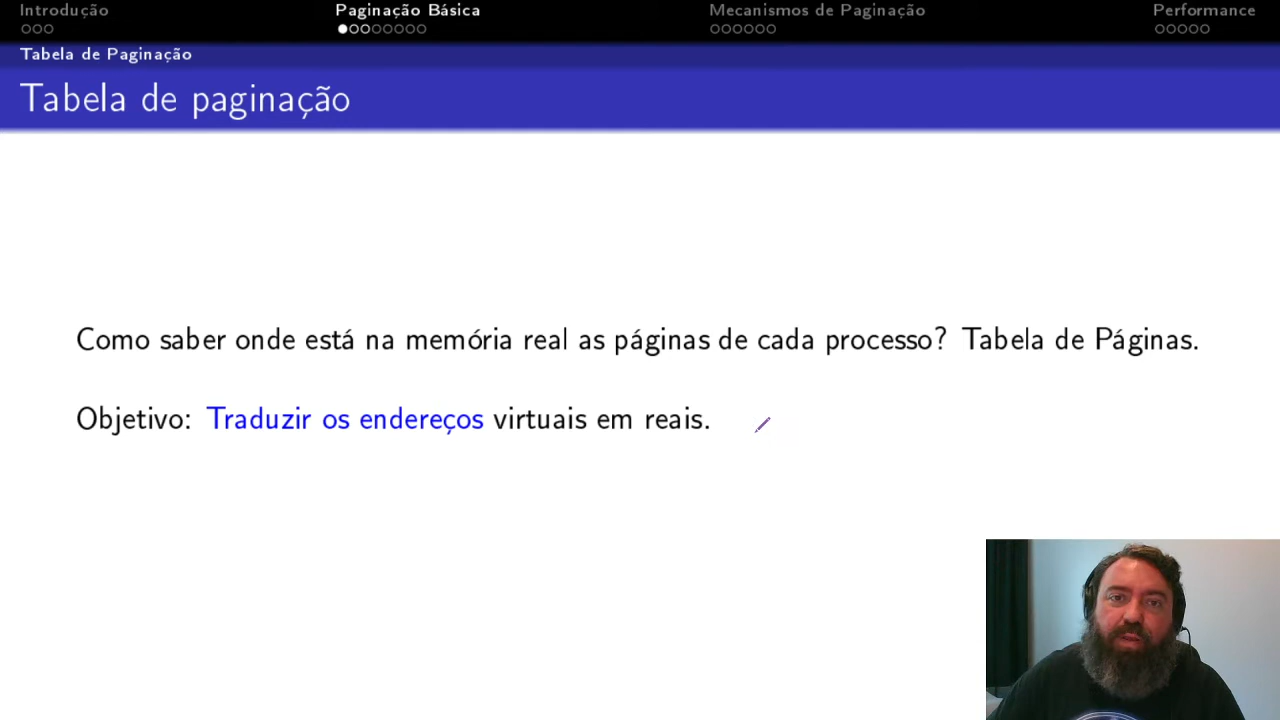 Introdução Paginação Básica Mecanismos de Paginação Performance
Tabela de Paginação
Tabela de paginação
Como saber onde está na memória real as páginas de cada processo? Tabela de Páginas.
Objetivo: Traduzir os endereços virtuais em reais.